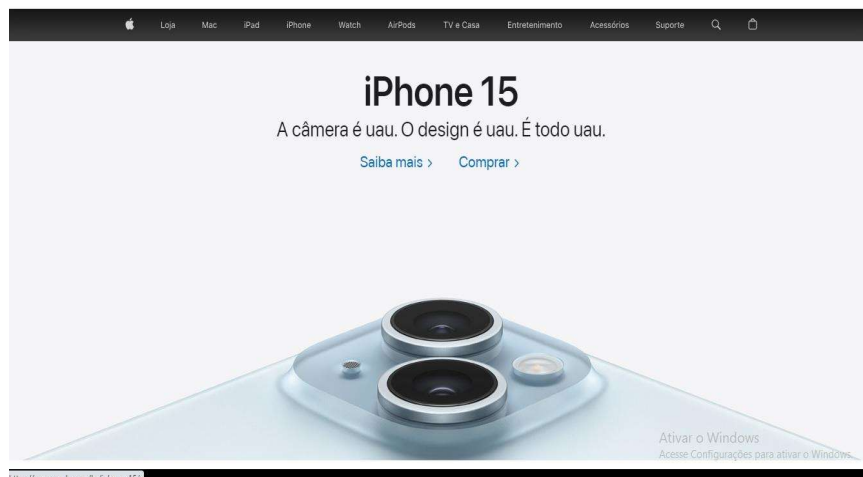 Loja Mac iPad iPhone Watch AirPods TV e Casa Entretenimento Acessórios Suporte
iPhone 15
A câmera é uau. O design é uau. É todo uau.
Saiba mais > Comprar >
Ativar o Windows
Acesse Configurações para ativar o Windows.